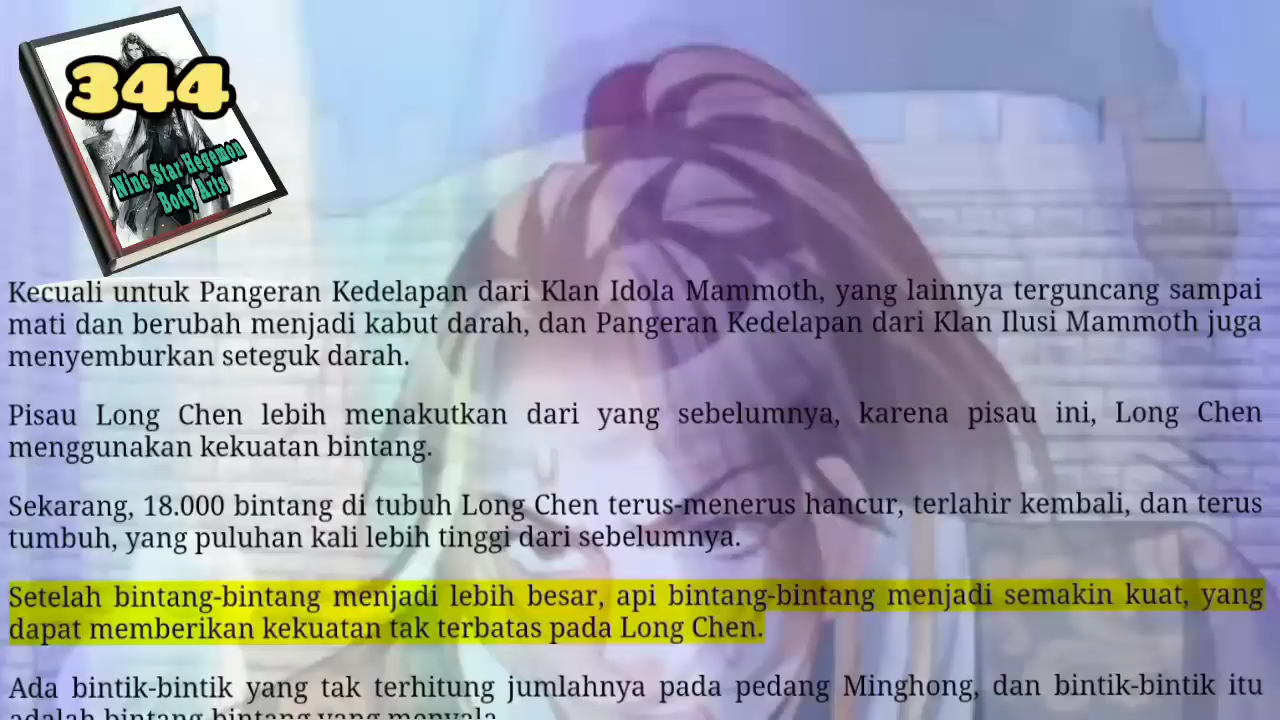 344
Nine Star Hegemon
Body Arts
Kecuali untuk Pangeran Kedelapan dari Klan Idola Mammoth, yang lainnya terguncang sampai
mati dan berubah menjadi kabut darah, dan Pangeran Kedelapan dari Klan Ilusi Mammoth juga
menyemburkan seteguk darah.
Pisau Long Chen lebih menakutkan dari yang sebelumnya, karena pisau ini, Long Chen
menggunakan kekuatan bintang.
Sekarang, 18.000 bintang di tubuh Long Chen terus-menerus hancur, terlahir kembali, dan terus
tumbuh, yang puluhan kali lebih tinggi dari sebelumnya.
Setelah bintang-bintang menjadi lebih besar, api bintang-bintang menjadi semakin kuat, yang
dapat memberikan kekuatan tak terbatas pada Long Chen.
Ada bintik-bintik yang tak terhitung jumlahnya pada pedang Minghong, dan bintik-bintik itu
adalah bintang-bintang yang menyala.